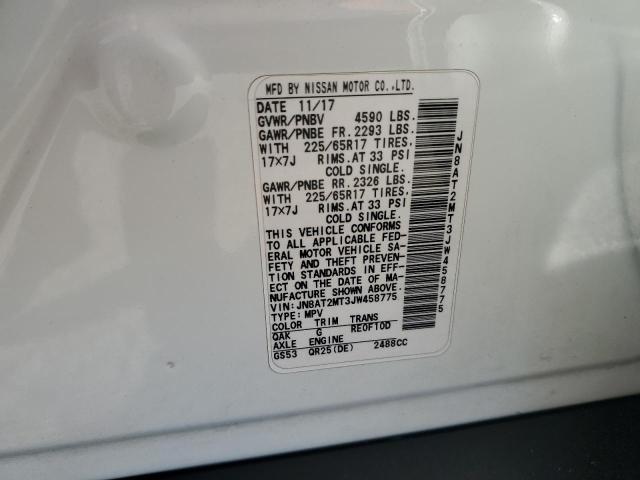 MFD BY NISSAN MOTOR CO.,LTD.
DATE 11/17
GVWR/PNBV 4590 LBS.
GAWR/PNBE FR. 2293 LBS.
WITH 225/65R17 TIRES.
17X7J RIMS. AT 33 PSI
COLD SINGLE.
GAWR/PNBE RR. 2326 LBS.
WITH 225/65R17 TIRES.
17X7J RIMS. AT 33 PSI
COLD SINGLE.
THIS VEHICLE CONFORMS
TO ALL APPLICABLE FED-
ERAL MOTOR VEHICLE SA-
FETY AND THEFT PREVEN-
TION STANDARDS IN EFF-
ECT ON THE DATE OF MA-
NUFACTURE SHOWN ABOVE.
VIN: JN8AT2MT3JW458775
TYPE: MPV
COLOR TRIM TRANS
QAK G RE0F10D
AXLE ENGINE
GS53 QR25(DE) 2488CC
JN8AT2MT3JW458775